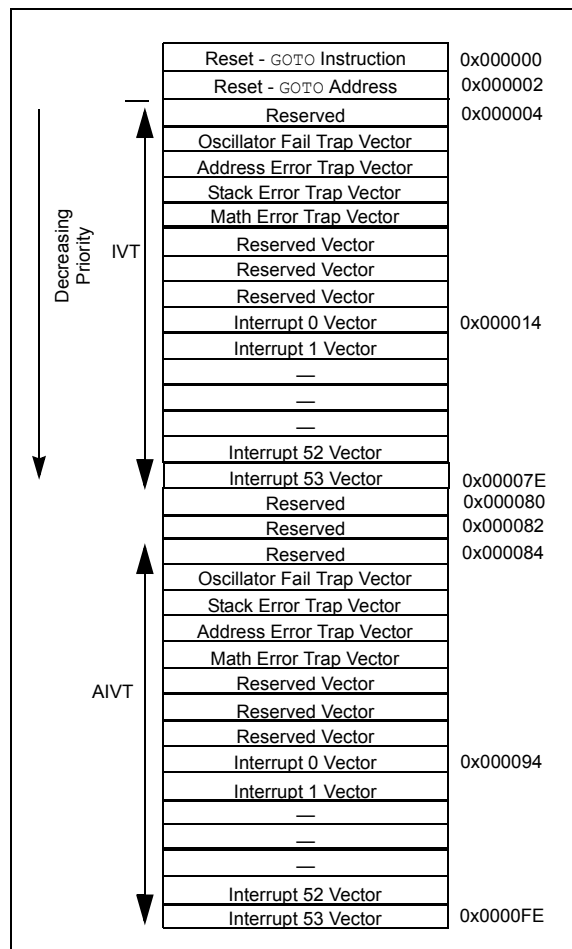 Reset - GOTO Instruction 0x000000
Reset - GOTO Address 0x000002
Reserved 0x000004
Oscillator Fail Trap Vector
Address Error Trap Vector
Stack Error Trap Vector
Math Error Trap Vector
Reserved Vector
Reserved Vector
Reserved Vector
Interrupt 0 Vector 0x000014
Interrupt 1 Vector
—
—
—
Interrupt 52 Vector
Interrupt 53 Vector 0x00007E
Decreasing
Priority
IVT
Reserved 0x000080
Reserved 0x000082
Reserved 0x000084
Oscillator Fail Trap Vector
Stack Error Trap Vector
Address Error Trap Vector
Math Error Trap Vector
Reserved Vector
Reserved Vector
Reserved Vector
Interrupt 0 Vector 0x000094
Interrupt 1 Vector
—
—
—
Interrupt 52 Vector
Interrupt 53 Vector 0x0000FE
AIVT